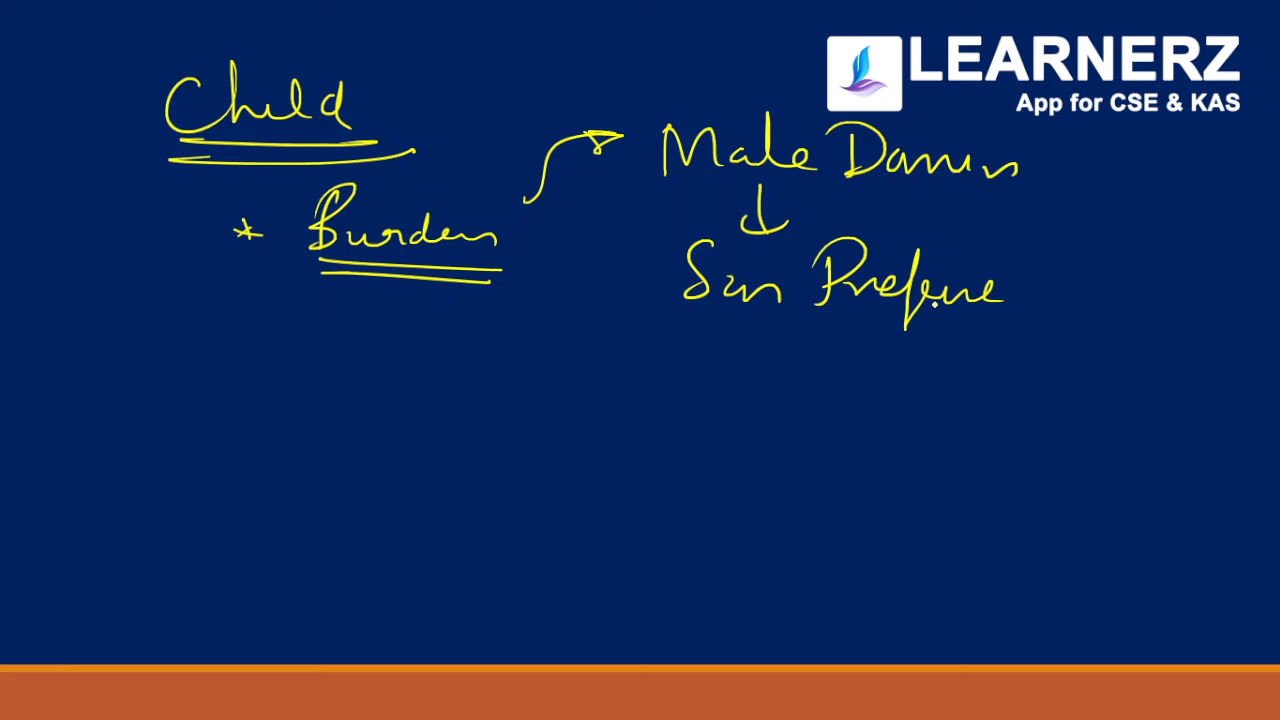 LEARNERZ
App for CSE & KAS
Child
* Burden
Male Domin
Son Prefere